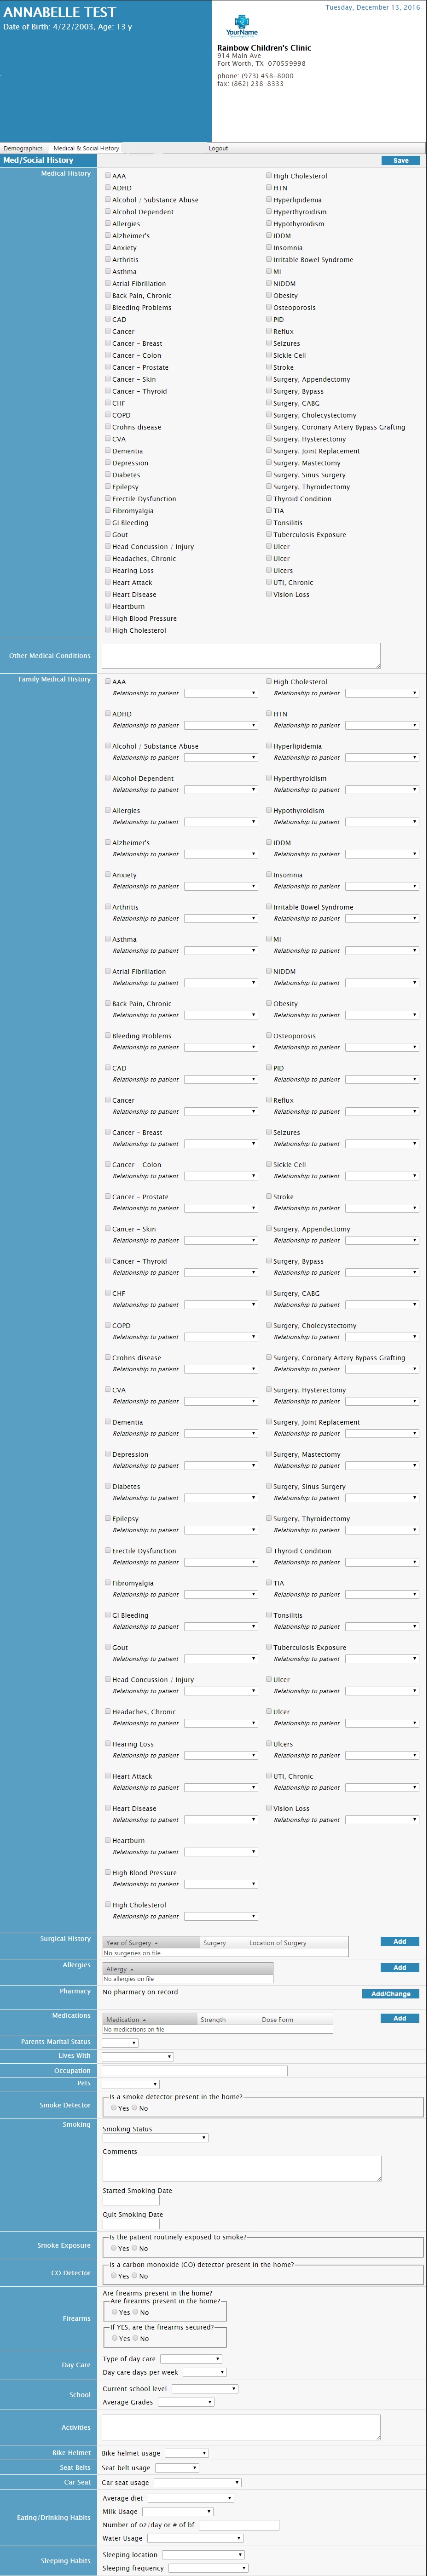 ANNABELLE TEST
Date of Birth: 4/22/2003, Age: 13 y
Tuesday, December 13, 2016
YourName
Rainbow Children's Clinic
914 Main Ave
Fort Worth, TX 070559998
phone: (973) 458-8000
fax: (862) 238-8333
Demographics Medical & Social History Logout
Med/Social History Save
Medical History
AAA High Cholesterol
ADHD HTN
Alcohol / Substance Abuse Hyperlipidemia
Alcohol Dependent Hyperthyroidism
Allergies Hypothyroidism
Alzheimer's IDDM
Anxiety Insomnia
Arthritis Irritable Bowel Syndrome
Asthma MI
Atrial Fibrillation NIDDM
Back Pain, Chronic Obesity
Bleeding Problems Osteoporosis
CAD PID
Cancer Reflux
Cancer - Breast Seizures
Cancer - Colon Sickle Cell
Cancer - Prostate Stroke
Cancer - Skin Surgery, Appendectomy
Cancer - Thyroid Surgery, Bypass
CHF Surgery, CABG
COPD Surgery, Cholecystectomy
Crohns disease Surgery, Coronary Artery Bypass Grafting
CVA Surgery, Hysterectomy
Dementia Surgery, Joint Replacement
Depression Surgery, Mastectomy
Diabetes Surgery, Sinus Surgery
Epilepsy Surgery, Thyroidectomy
Erectile Dysfunction Thyroid Condition
Fibromyalgia TIA
GI Bleeding Tonsilitis
Gout Tuberculosis Exposure
Head Concussion / Injury Ulcer
Headaches, Chronic Ulcer
Hearing Loss Ulcers
Heart Attack UTI, Chronic
Heart Disease Vision Loss
Heartburn
High Blood Pressure
High Cholesterol
Other Medical Conditions
Family Medical History
AAA High Cholesterol
Relationship to patient Relationship to patient
ADHD HTN
Relationship to patient Relationship to patient
Alcohol / Substance Abuse Hyperlipidemia
Relationship to patient Relationship to patient
Alcohol Dependent Hyperthyroidism
Relationship to patient Relationship to patient
Allergies Hypothyroidism
Relationship to patient Relationship to patient
Alzheimer's IDDM
Relationship to patient Relationship to patient
Anxiety Insomnia
Relationship to patient Relationship to patient
Arthritis Irritable Bowel Syndrome
Relationship to patient Relationship to patient
Asthma MI
Relationship to patient Relationship to patient
Atrial Fibrillation NIDDM
Relationship to patient Relationship to patient
Back Pain, Chronic Obesity
Relationship to patient Relationship to patient
Bleeding Problems Osteoporosis
Relationship to patient Relationship to patient
CAD PID
Relationship to patient Relationship to patient
Cancer Reflux
Relationship to patient Relationship to patient
Cancer - Breast Seizures
Relationship to patient Relationship to patient
Cancer - Colon Sickle Cell
Relationship to patient Relationship to patient
Cancer - Prostate Stroke
Relationship to patient Relationship to patient
Cancer - Skin Surgery, Appendectomy
Relationship to patient Relationship to patient
Cancer - Thyroid Surgery, Bypass
Relationship to patient Relationship to patient
CHF Surgery, CABG
Relationship to patient Relationship to patient
COPD Surgery, Cholecystectomy
Relationship to patient Relationship to patient
Crohns disease Surgery, Coronary Artery Bypass Grafting
Relationship to patient Relationship to patient
CVA Surgery, Hysterectomy
Relationship to patient Relationship to patient
Dementia Surgery, Joint Replacement
Relationship to patient Relationship to patient
Depression Surgery, Mastectomy
Relationship to patient Relationship to patient
Diabetes Surgery, Sinus Surgery
Relationship to patient Relationship to patient
Epilepsy Surgery, Thyroidectomy
Relationship to patient Relationship to patient
Erectile Dysfunction Thyroid Condition
Relationship to patient Relationship to patient
Fibromyalgia TIA
Relationship to patient Relationship to patient
GI Bleeding Tonsilitis
Relationship to patient Relationship to patient
Gout Tuberculosis Exposure
Relationship to patient Relationship to patient
Head Concussion / Injury Ulcer
Relationship to patient Relationship to patient
Headaches, Chronic Ulcer
Relationship to patient Relationship to patient
Hearing Loss Ulcers
Relationship to patient Relationship to patient
Heart Attack UTI, Chronic
Relationship to patient Relationship to patient
Heart Disease Vision Loss
Relationship to patient Relationship to patient
Heartburn
Relationship to patient
High Blood Pressure
Relationship to patient
High Cholesterol
Relationship to patient
Surgical History
Year of Surgery Surgery Location of Surgery Add
No surgeries on file
Allergies
Allergy Add
No allergies on file
Pharmacy No pharmacy on record Add/Change
Medications
Medication Strength Dose Form Add
No medications on file
Parents Marital Status
Lives With
Occupation
Pets
Smoke Detector
Is a smoke detector present in the home?
Yes No
Smoking
Smoking Status
Comments
Started Smoking Date
Quit Smoking Date
Smoke Exposure
Is the patient routinely exposed to smoke?
Yes No
CO Detector
Is a carbon monoxide (CO) detector present in the home?
Yes No
Firearms
Are firearms present in the home?
Are firearms present in the home?
Yes No
If YES, are the firearms secured?
Yes No
Day Care
Type of day care
Day care days per week
School
Current school level
Average Grades
Activities
Bike Helmet Bike helmet usage
Seat Belts Seat belt usage
Car Seat Car seat usage
Eating/Drinking Habits
Average diet
Milk Usage
Number of oz/day or # of bf
Water Usage
Sleeping Habits
Sleeping location
Sleeping frequency